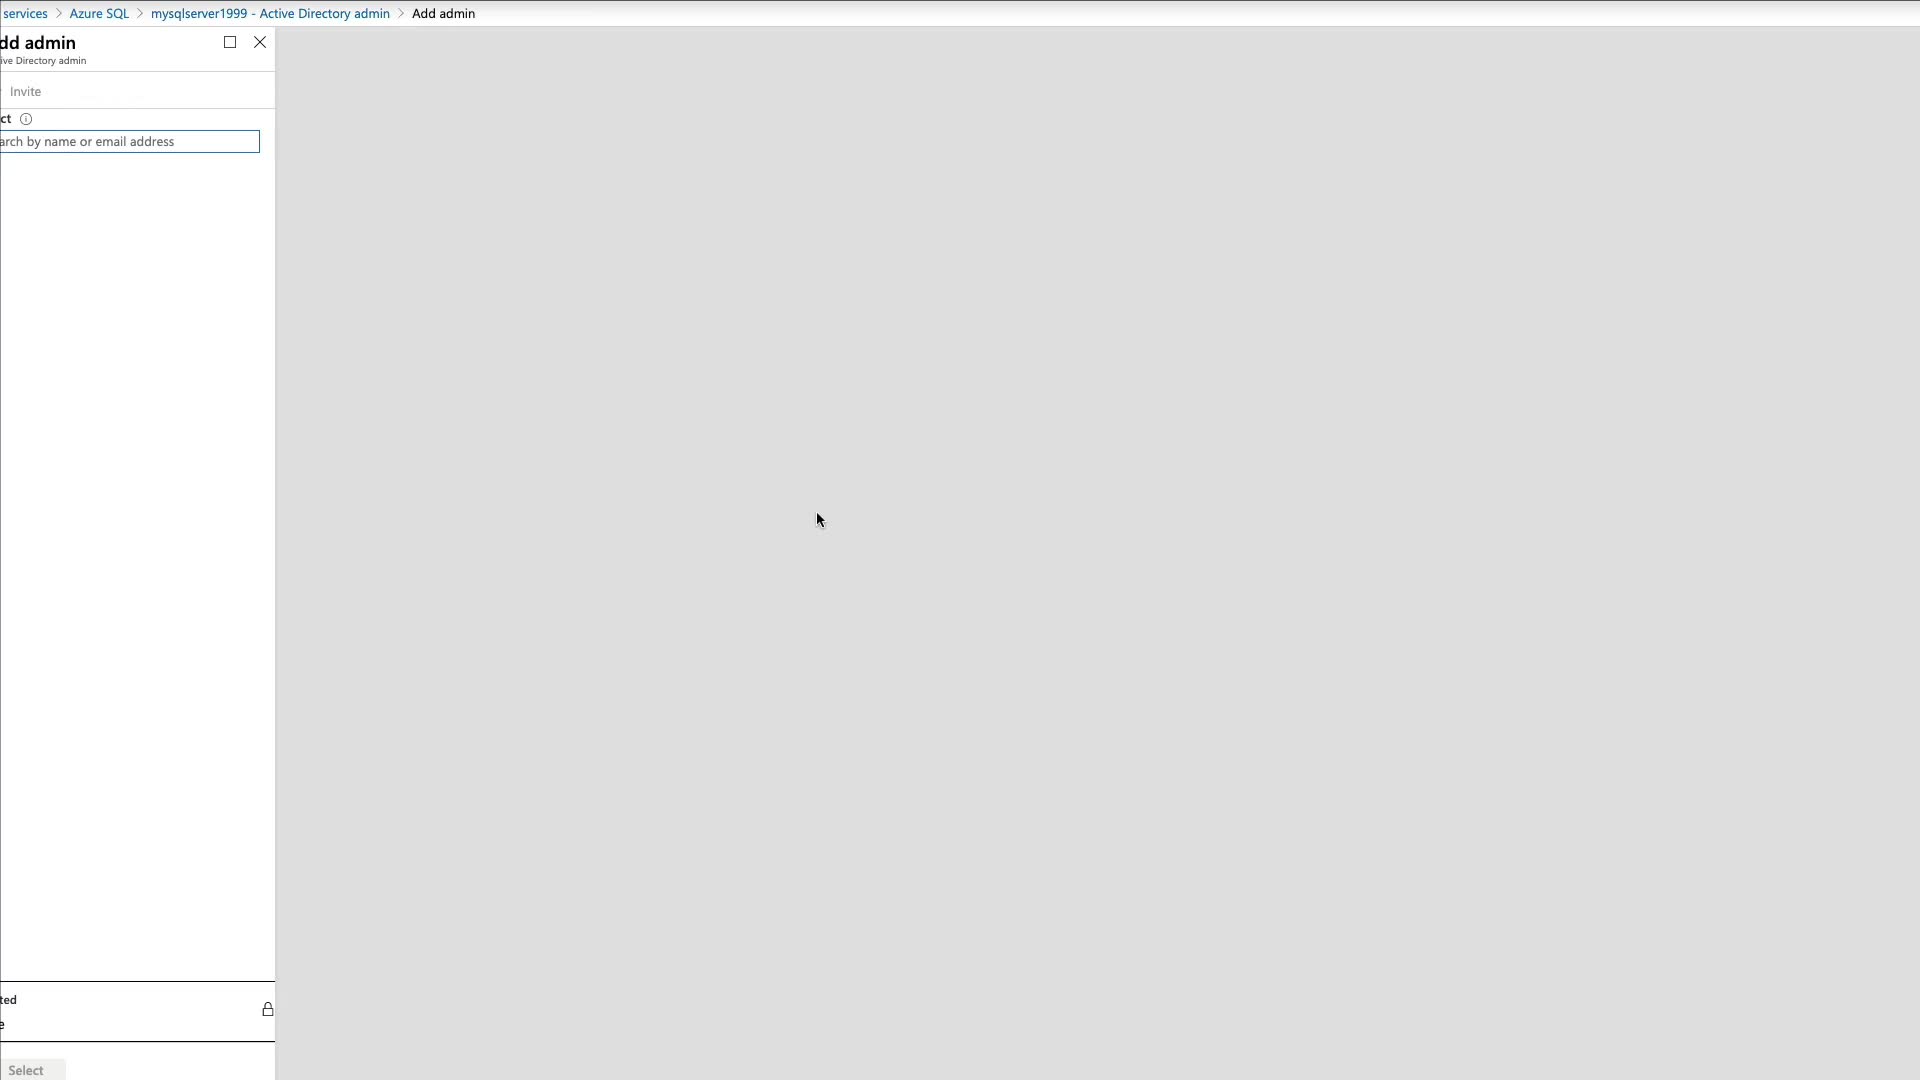 services > Azure SQL > mysqlserver1999 - Active Directory admin > Add admin
dd admin
ive Directory admin
Invite
ct
arch by name or email address
ted
e
Select